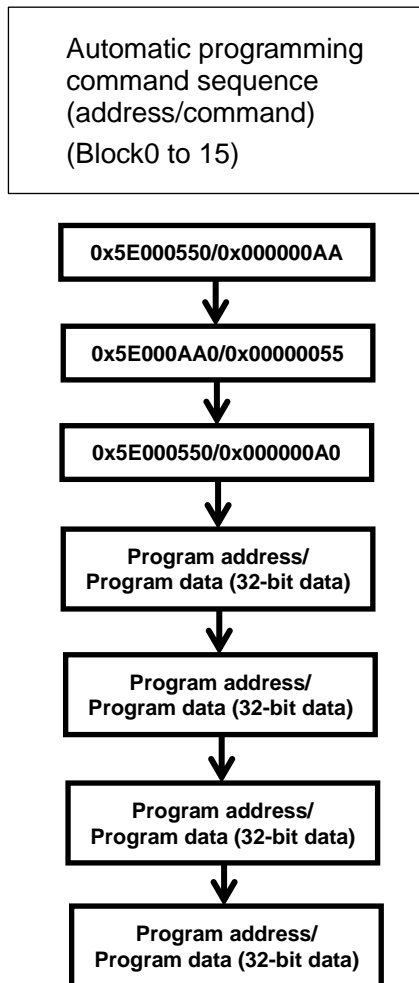 Automatic programming
command sequence
(address/command)
(Block0 to 15)
0x5E000550/0x000000AA
0x5E000AA0/0x00000055
0x5E000550/0x000000A0
Program address/
Program data (32-bit data)
Program address/
Program data (32-bit data)
Program address/
Program data (32-bit data)
Program address/
Program data (32-bit data)